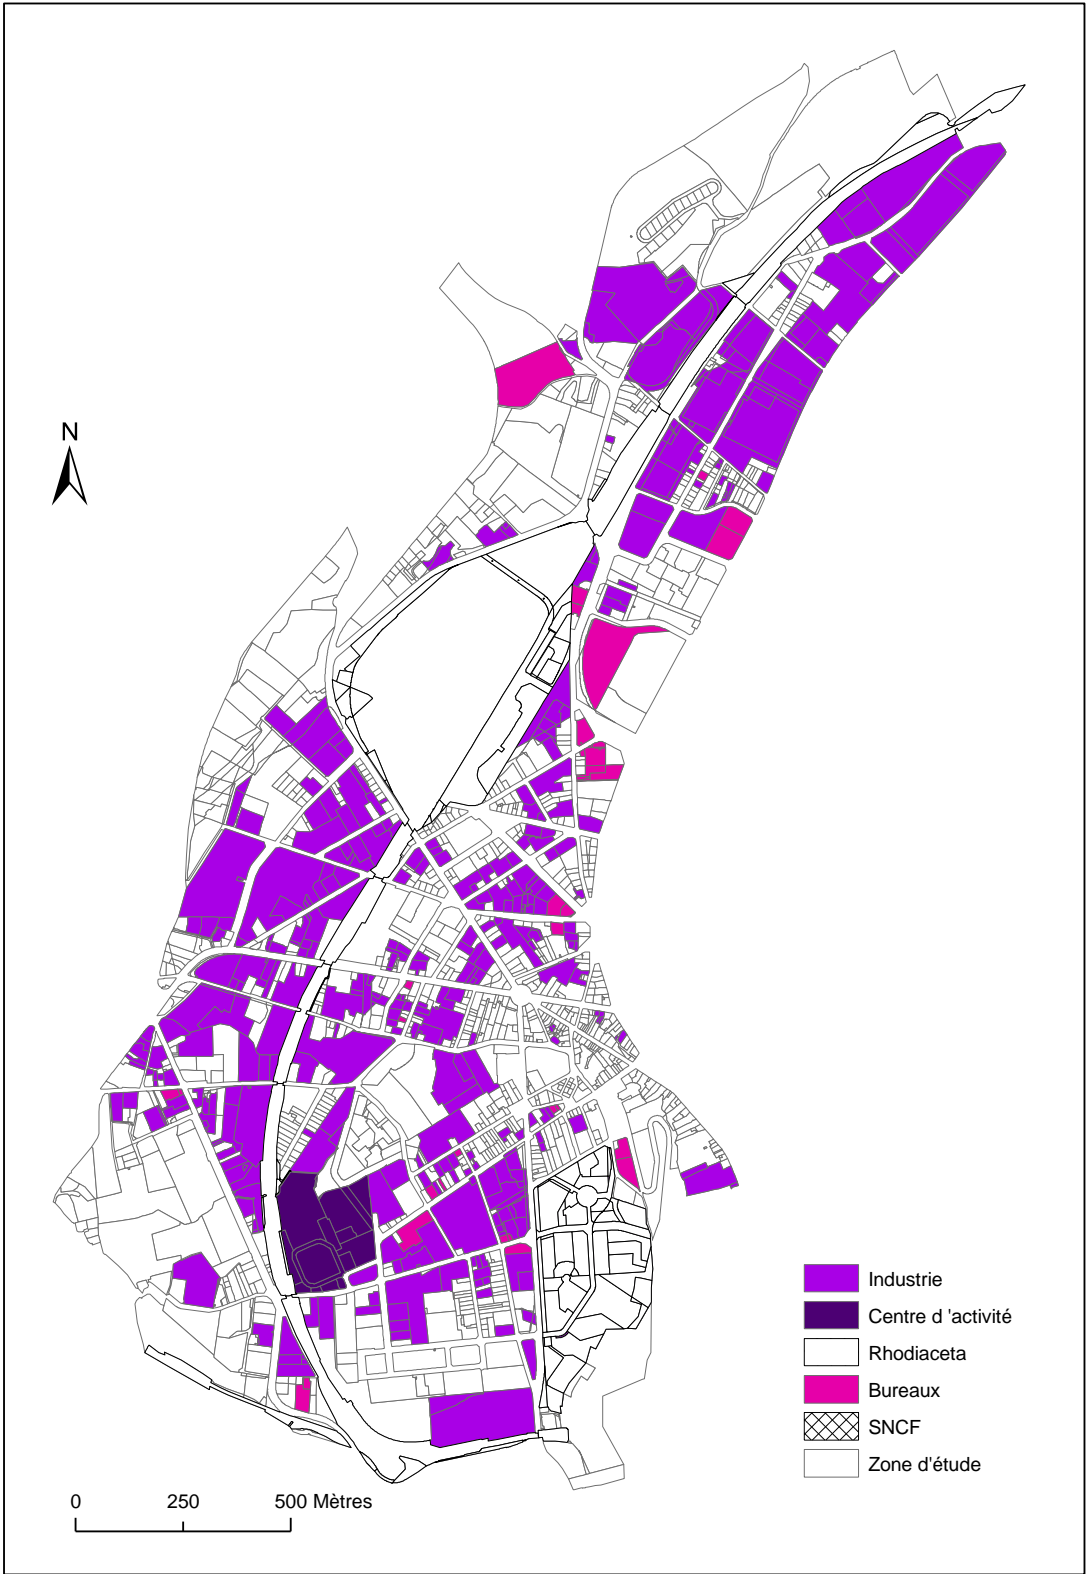 N
Industrie
Centre d 'activité
Rhodiaceta
Bureaux
SNCF
Zone d'étude
0 250 500 Mètres